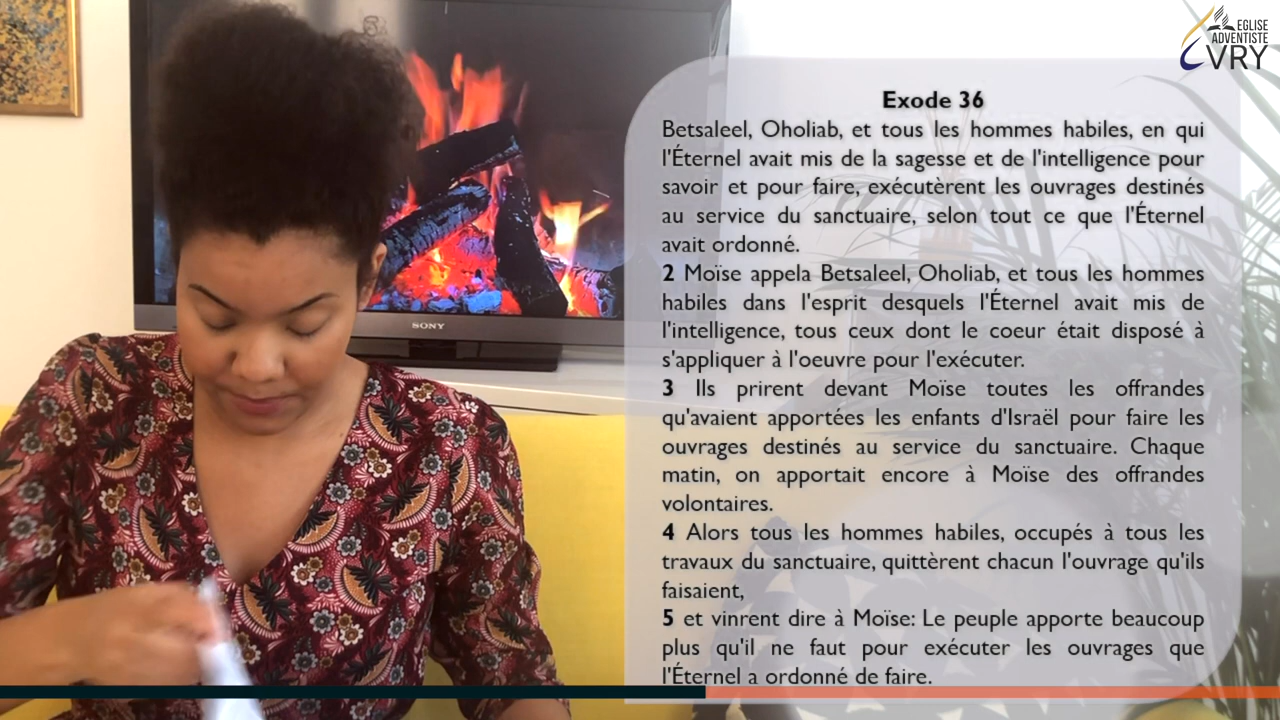 EGLISE
ADVENTISTE
VRY
Exode 36
Betsaleel, Oholiab, et tous les hommes habiles, en qui
l'Éternel avait mis de la sagesse et de l'intelligence pour
savoir et pour faire, exécutèrent les ouvrages destinés
au service du sanctuaire, selon tout ce que l'Éternel
avait ordonné.
2 Moïse appela Betsaleel, Oholiab, et tous les hommes
habiles dans l'esprit desquels l'Éternel avait mis de
l'intelligence, tous ceux dont le coeur était disposé à
s'appliquer à l'oeuvre pour l'exécuter.
3 Ils prirent devant Moïse toutes les offrandes
qu'avaient apportées les enfants d'Israël pour faire les
ouvrages destinés au service du sanctuaire. Chaque
matin, on apportait encore à Moïse des offrandes
volontaires.
4 Alors tous les hommes habiles, occupés à tous les
travaux du sanctuaire, quittèrent chacun l'ouvrage qu'ils
faisaient,
5 et vinrent dire à Moïse: Le peuple apporte beaucoup
plus qu'il ne faut pour exécuter les ouvrages que
l'Éternel a ordonné de faire.
SONY